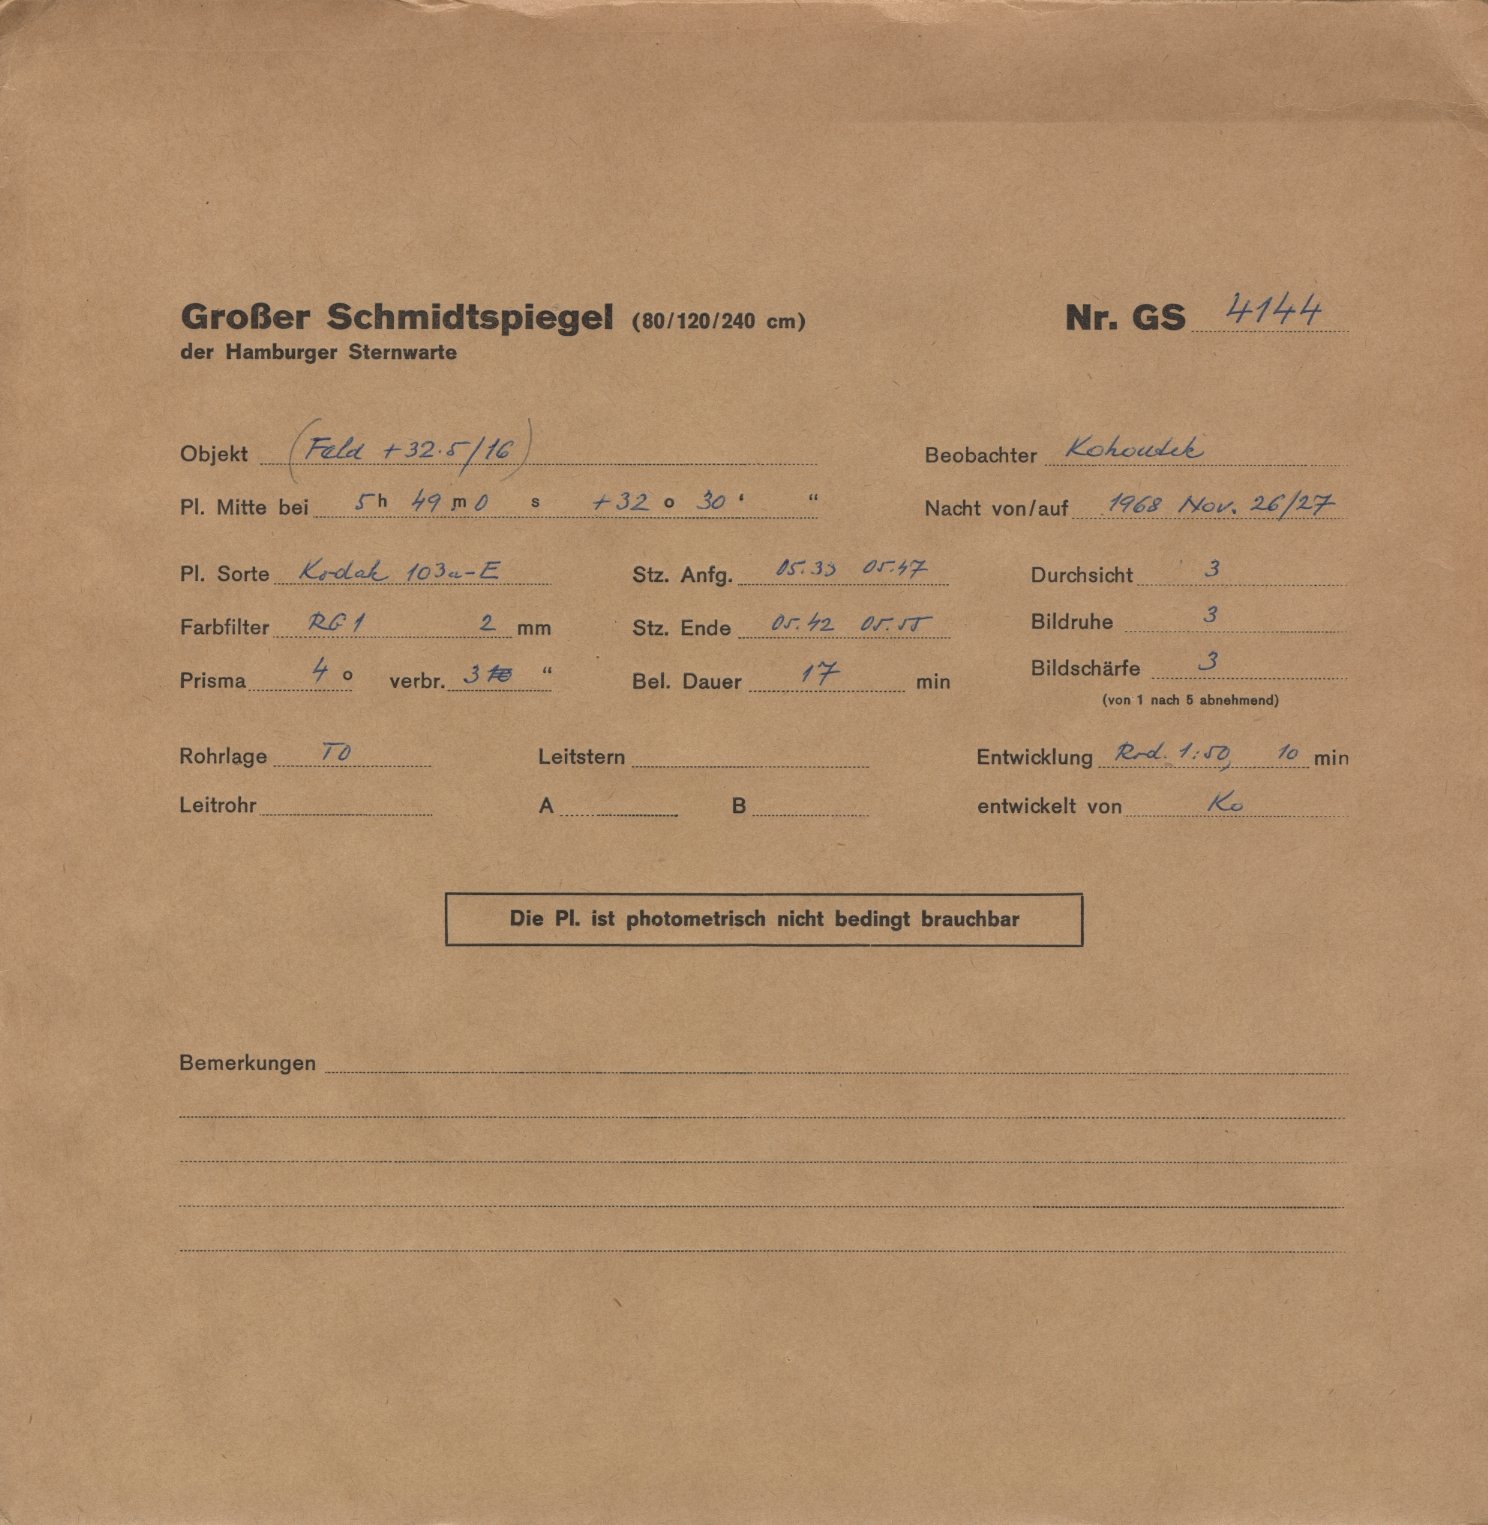 Großer Schmidtspiegel (80/120/240 cm) Nr. GS 4144
der Hamburger Sternwarte
Objekt (Feld +32.5/16) Beobachter Kohoutek
Pl. Mitte bei 5 h 49 m 0 s +32 o 30 ‘ “ Nacht von/auf 1968 Nov. 26/27
Pl. Sorte Kodak 103a-E Stz. Anfg. 05.33 05.47 Durchsicht 3
Farbfilter RG1 2 mm Stz. Ende 05.42 05.55 Bildruhe 3
Prisma 4 o verbr. 3 “ Bel. Dauer 17 min Bildschärfe 3
(von 1 nach 5 abnehmend)
Rohrlage TO Leitstern Entwicklung Rod. 1:50, 10 min
Leitrohr A B entwickelt von Ko
Die Pl. ist photometrisch nicht bedingt brauchbar
Bemerkungen